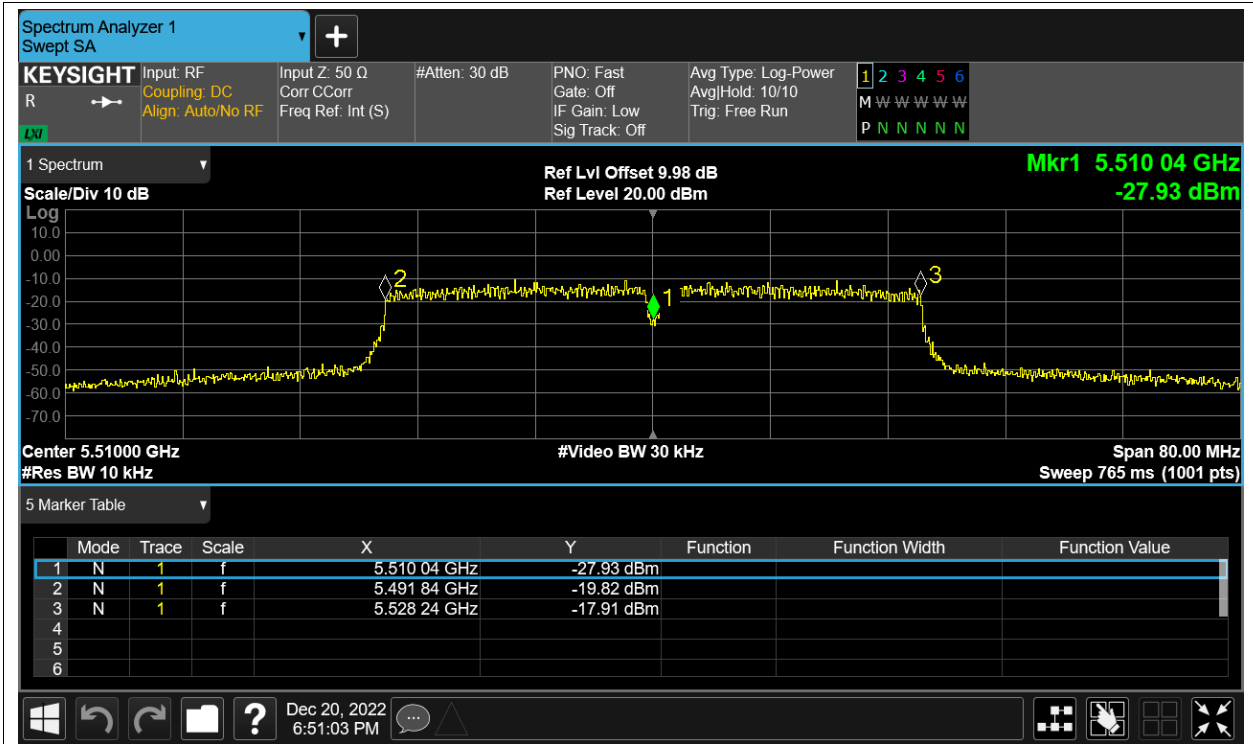 Spectrum Analyzer 1
Swept SA
KEYSIGHT
R
LXI
Input: RF
Coupling: DC
Align: Auto/No RF
Input Z: 50 Ω
Corr CCorr
Freq Ref: Int (S)
#Atten: 30 dB
PNO: Fast
Gate: Off
IF Gain: Low
Sig Track: Off
Avg Type: Log-Power
Avg|Hold: 10/10
Trig: Free Run
1 2 3 4 5 6
M W W W W W
P N N N N N
1 Spectrum
Scale/Div 10 dB
Ref Lvl Offset 9.98 dB
Ref Level 20.00 dBm
Mkr1 5.510 04 GHz
-27.93 dBm
Log
10.0
0.00
-10.0
-20.0
-30.0
-40.0
-50.0
-60.0
-70.0
2
1
3
Center 5.51000 GHz
#Video BW 30 kHz
Span 80.00 MHz
#Res BW 10 kHz
Sweep 765 ms (1001 pts)
5 Marker Table
Mode Trace Scale X Y Function Function Width Function Value
1 N 1 f 5.510 04 GHz -27.93 dBm
2 N 1 f 5.491 84 GHz -19.82 dBm
3 N 1 f 5.528 24 GHz -17.91 dBm
4
5
6
?
Dec 20, 2022
6:51:03 PM